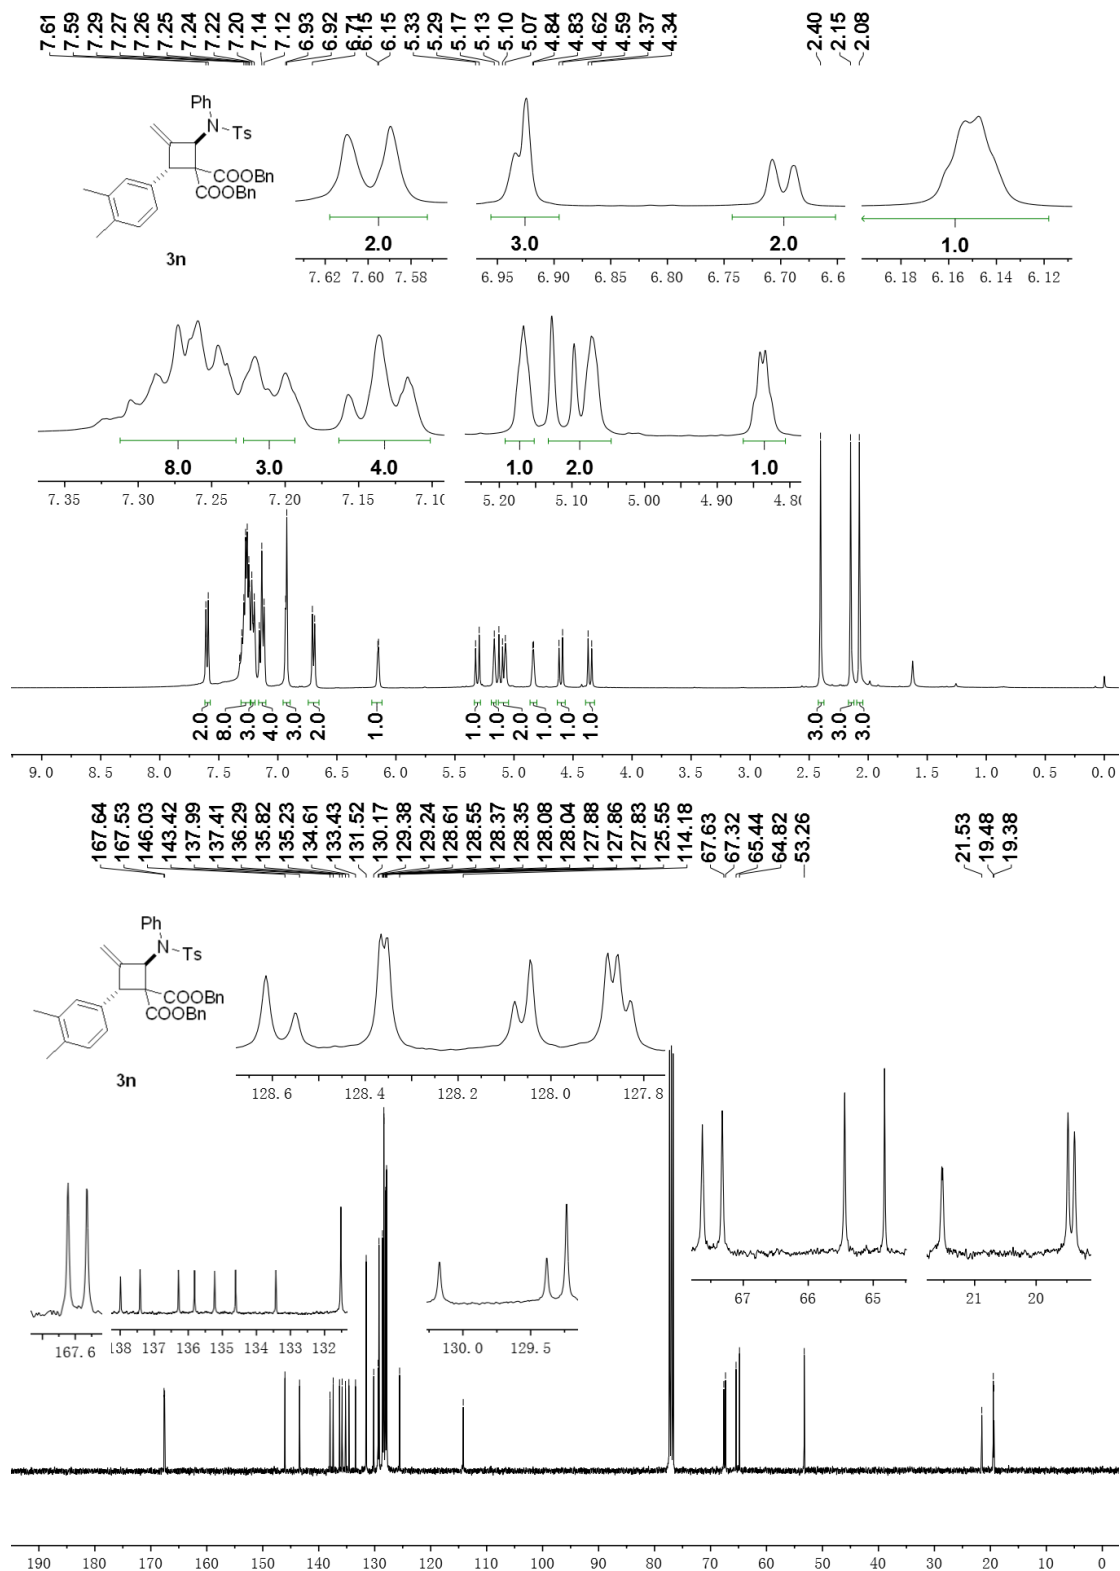 7.61 7.59 7.29 7.27 7.26 7.25 7.24 7.22 7.20 7.14 7.12 6.93 6.92 6.71 6.15 6.15 5.33 5.29 5.17 5.13 5.10 5.07 4.84 4.83 4.62 4.59 4.37 4.34 2.40 2.15 2.08
Ph
N
Ts
COOBn
COOBn
3n
2.0 3.0 2.0 1.0
7.62 7.60 7.58 6.95 6.90 6.85 6.80 6.75 6.70 6.6 6.18 6.16 6.14 6.12
8.0 3.0 4.0 1.0 2.0 1.0
7.35 7.30 7.25 7.20 7.15 7.10 5.20 5.10 5.00 4.90 4.80
2.0 8.0 3.0 4.0 3.0 2.0 1.0 1.0 1.0 2.0 1.0 1.0 1.0 3.0 3.0 3.0
9.0 8.5 8.0 7.5 7.0 6.5 6.0 5.5 5.0 4.5 4.0 3.5 3.0 2.5 2.0 1.5 1.0 0.5 0.0
167.64 167.53 146.03 143.42 137.99 137.41 136.29 135.82 135.23 134.61 133.43 131.52 130.17 129.38 129.24 128.61 128.55 128.37 128.35 128.08 128.04 127.88 127.86 127.83 125.55 114.18 67.63 67.32 65.44 64.82 53.26 21.53 19.48 19.38
Ph
N
Ts
COOBn
COOBn
3n
128.6 128.4 128.2 128.0 127.8
67 66 65 21 20
167.6 138 137 136 135 134 133 132 130.0 129.5
190 180 170 160 150 140 130 120 110 100 90 80 70 60 50 40 30 20 10 0